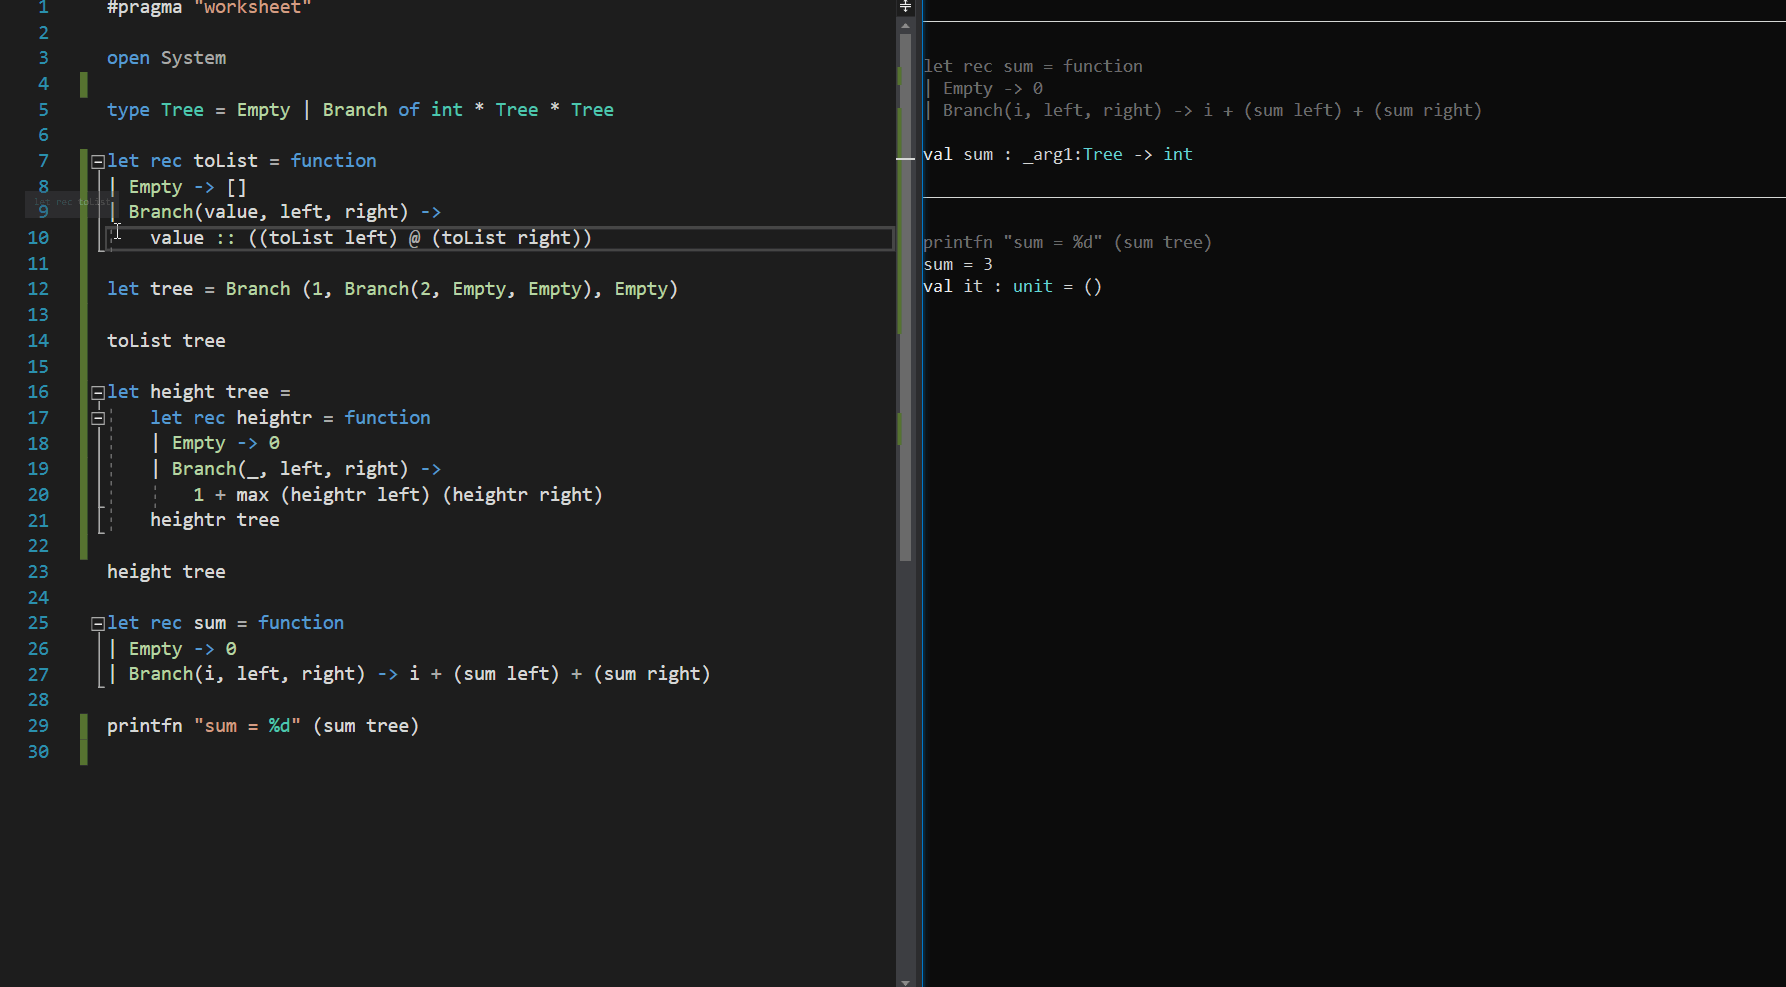 1 #pragma "worksheet"
2
3 open System
4
5 type Tree = Empty | Branch of int * Tree * Tree
6
7 let rec toList = function
8 | Empty -> []
9 | Branch(value, left, right) ->
10 value :: ((toList left) @ (toList right))
11
12 let tree = Branch (1, Branch(2, Empty, Empty), Empty)
13
14 toList tree
15
16 let height tree =
17 let rec heightr = function
18 | Empty -> 0
19 | Branch(_, left, right) ->
20 1 + max (heightr left) (heightr right)
21 heightr tree
22
23 height tree
24
25 let rec sum = function
26 | Empty -> 0
27 | Branch(i, left, right) -> i + (sum left) + (sum right)
28
29 printfn "sum = %d" (sum tree)
30
let rec toList
let rec sum = function
| Empty -> 0
| Branch(i, left, right) -> i + (sum left) + (sum right)
val sum : _arg1:Tree -> int
printfn "sum = %d" (sum tree)
sum = 3
val it : unit = ()